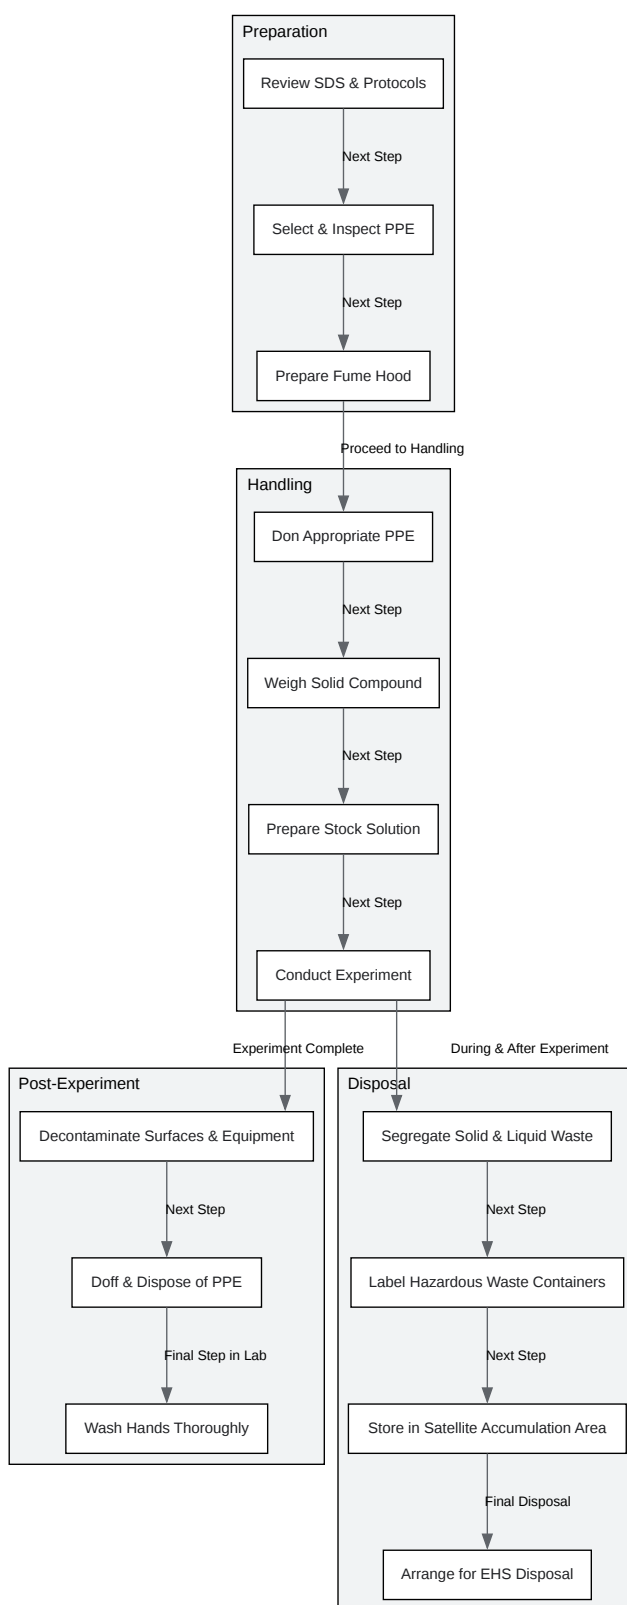 Preparation
Review SDS & Protocols
Next Step
Select & Inspect PPE
Next Step
Prepare Fume Hood
Proceed to Handling
Handling
Don Appropriate PPE
Next Step
Weigh Solid Compound
Next Step
Prepare Stock Solution
Next Step
Conduct Experiment
Experiment Complete
During & After Experiment
Post-Experiment
Decontaminate Surfaces & Equipment
Next Step
Doff & Dispose of PPE
Final Step in Lab
Wash Hands Thoroughly
Disposal
Segregate Solid & Liquid Waste
Next Step
Label Hazardous Waste Containers
Next Step
Store in Satellite Accumulation Area
Final Disposal
Arrange for EHS Disposal